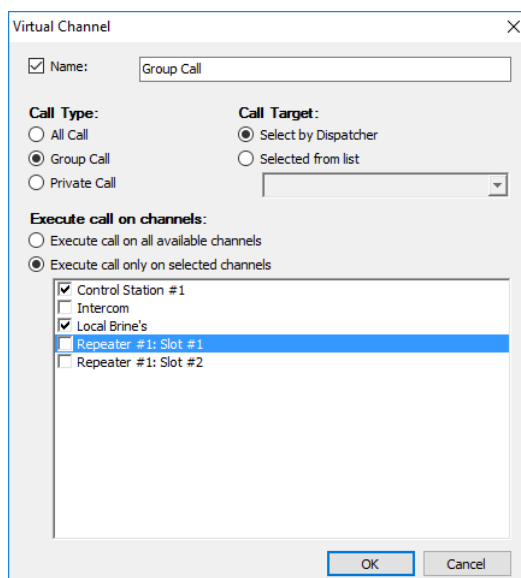 Virtual Channel
Name: Group Call
Call Type: Call Target:
All Call Select by Dispatcher
Group Call Selected from list
Private Call
Execute call on channels:
Execute call on all available channels
Execute call only on selected channels
Control Station #1
Intercom
Local Brine's
Repeater #1: Slot #1
Repeater #1: Slot #2
OK Cancel